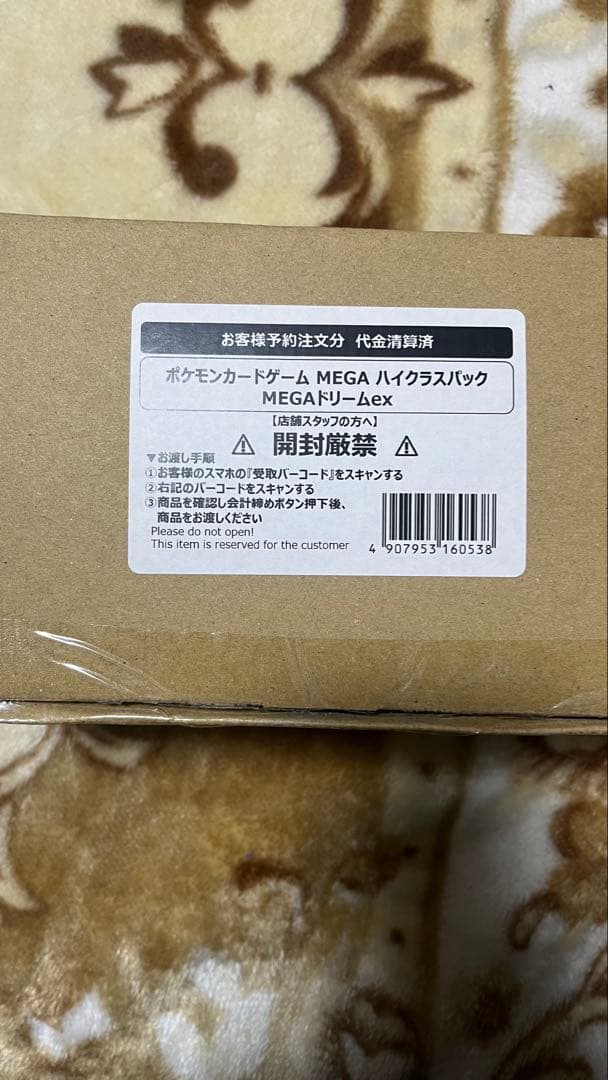 お客様予約注文分 代金清算済
ポケモンカードゲーム MEGA ハイクラスパック
MEGAドリームex
【店舗スタッフの方へ】
⚠ 開封厳禁 ⚠
▼お渡し手順
①お客様のスマホの『受取バーコード』をスキャンする
②右記のバーコードをスキャンする
③商品を確認し会計締めボタン押下後、
商品をお渡しください
Please do not open!
This item is reserved for the customer
4 907953 160538